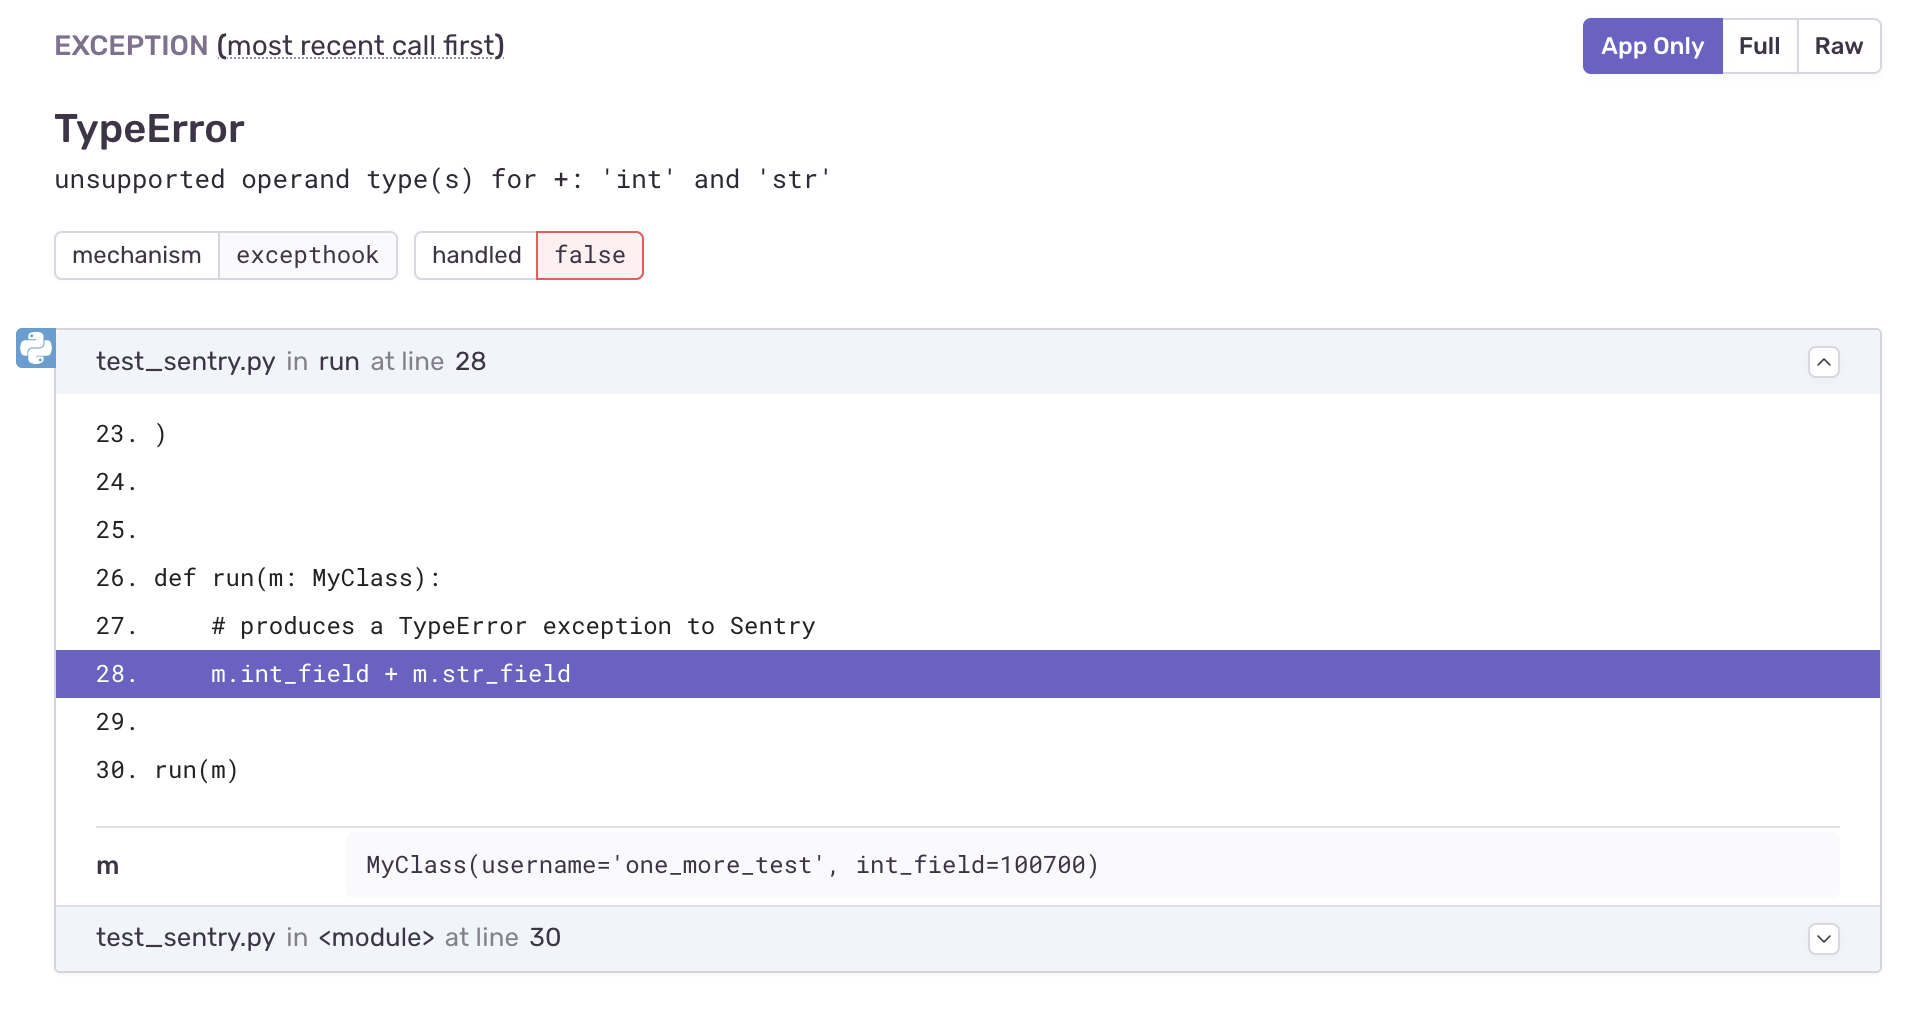 EXCEPTION (most recent call first)
App Only Full Raw
TypeError
unsupported operand type(s) for +: 'int' and 'str'
mechanism excepthook handled false
test_sentry.py in run at line 28
23. )
24.
25.
26. def run(m: MyClass):
27.     # produces a TypeError exception to Sentry
28.     m.int_field + m.str_field
29.
30. run(m)
m MyClass(username='one_more_test', int_field=100700)
test_sentry.py in <module> at line 30